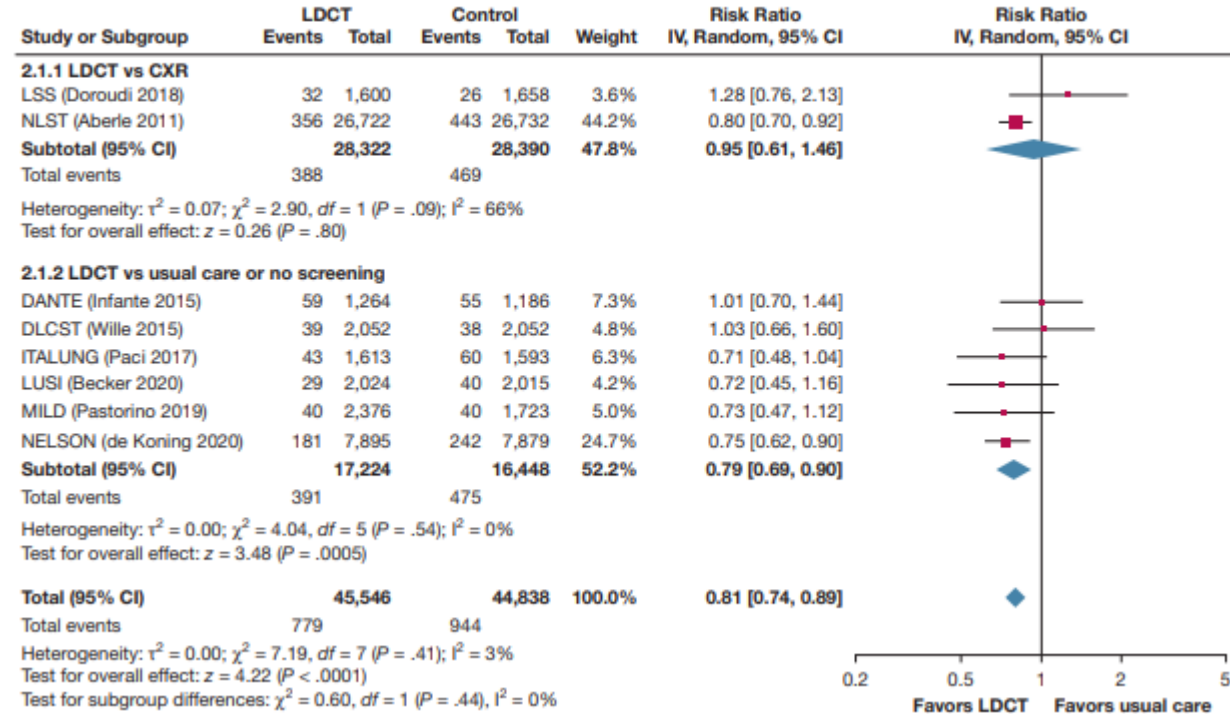 LDCT Control Risk Ratio Risk Ratio
Study or Subgroup Events Total Events Total Weight IV, Random, 95% CI IV, Random, 95% CI
2.1.1 LDCT vs CXR
LSS (Doroudi 2018) 32 1,600 26 1,658 3.6% 1.28 [0.76, 2.13]
NLST (Aberle 2011) 356 26,722 443 26,732 44.2% 0.80 [0.70, 0.92]
Subtotal (95% CI) 28,322 28,390 47.8% 0.95 [0.61, 1.46]
Total events 388 469
Heterogeneity: τ² = 0.07; χ² = 2.90, df = 1 (P = .09); I² = 66%
Test for overall effect: z = 0.26 (P = .80)
2.1.2 LDCT vs usual care or no screening
DANTE (Infante 2015) 59 1,264 55 1,186 7.3% 1.01 [0.70, 1.44]
DLCST (Wille 2015) 39 2,052 38 2,052 4.8% 1.03 [0.66, 1.60]
ITALUNG (Paci 2017) 43 1,613 60 1,593 6.3% 0.71 [0.48, 1.04]
LUSI (Becker 2020) 29 2,024 40 2,015 4.2% 0.72 [0.45, 1.16]
MILD (Pastorino 2019) 40 2,376 40 1,723 5.0% 0.73 [0.47, 1.12]
NELSON (de Koning 2020) 181 7,895 242 7,879 24.7% 0.75 [0.62, 0.90]
Subtotal (95% CI) 17,224 16,448 52.2% 0.79 [0.69, 0.90]
Total events 391 475
Heterogeneity: τ² = 0.00; χ² = 4.04, df = 5 (P = .54); I² = 0%
Test for overall effect: z = 3.48 (P = .0005)
Total (95% CI) 45,546 44,838 100.0% 0.81 [0.74, 0.89]
Total events 779 944
Heterogeneity: τ² = 0.00; χ² = 7.19, df = 7 (P = .41); I² = 3%
Test for overall effect: z = 4.22 (P < .0001)
Test for subgroup differences: χ² = 0.60, df = 1 (P = .44), I² = 0%
0.2 0.5 1 2 5
Favors LDCT Favors usual care